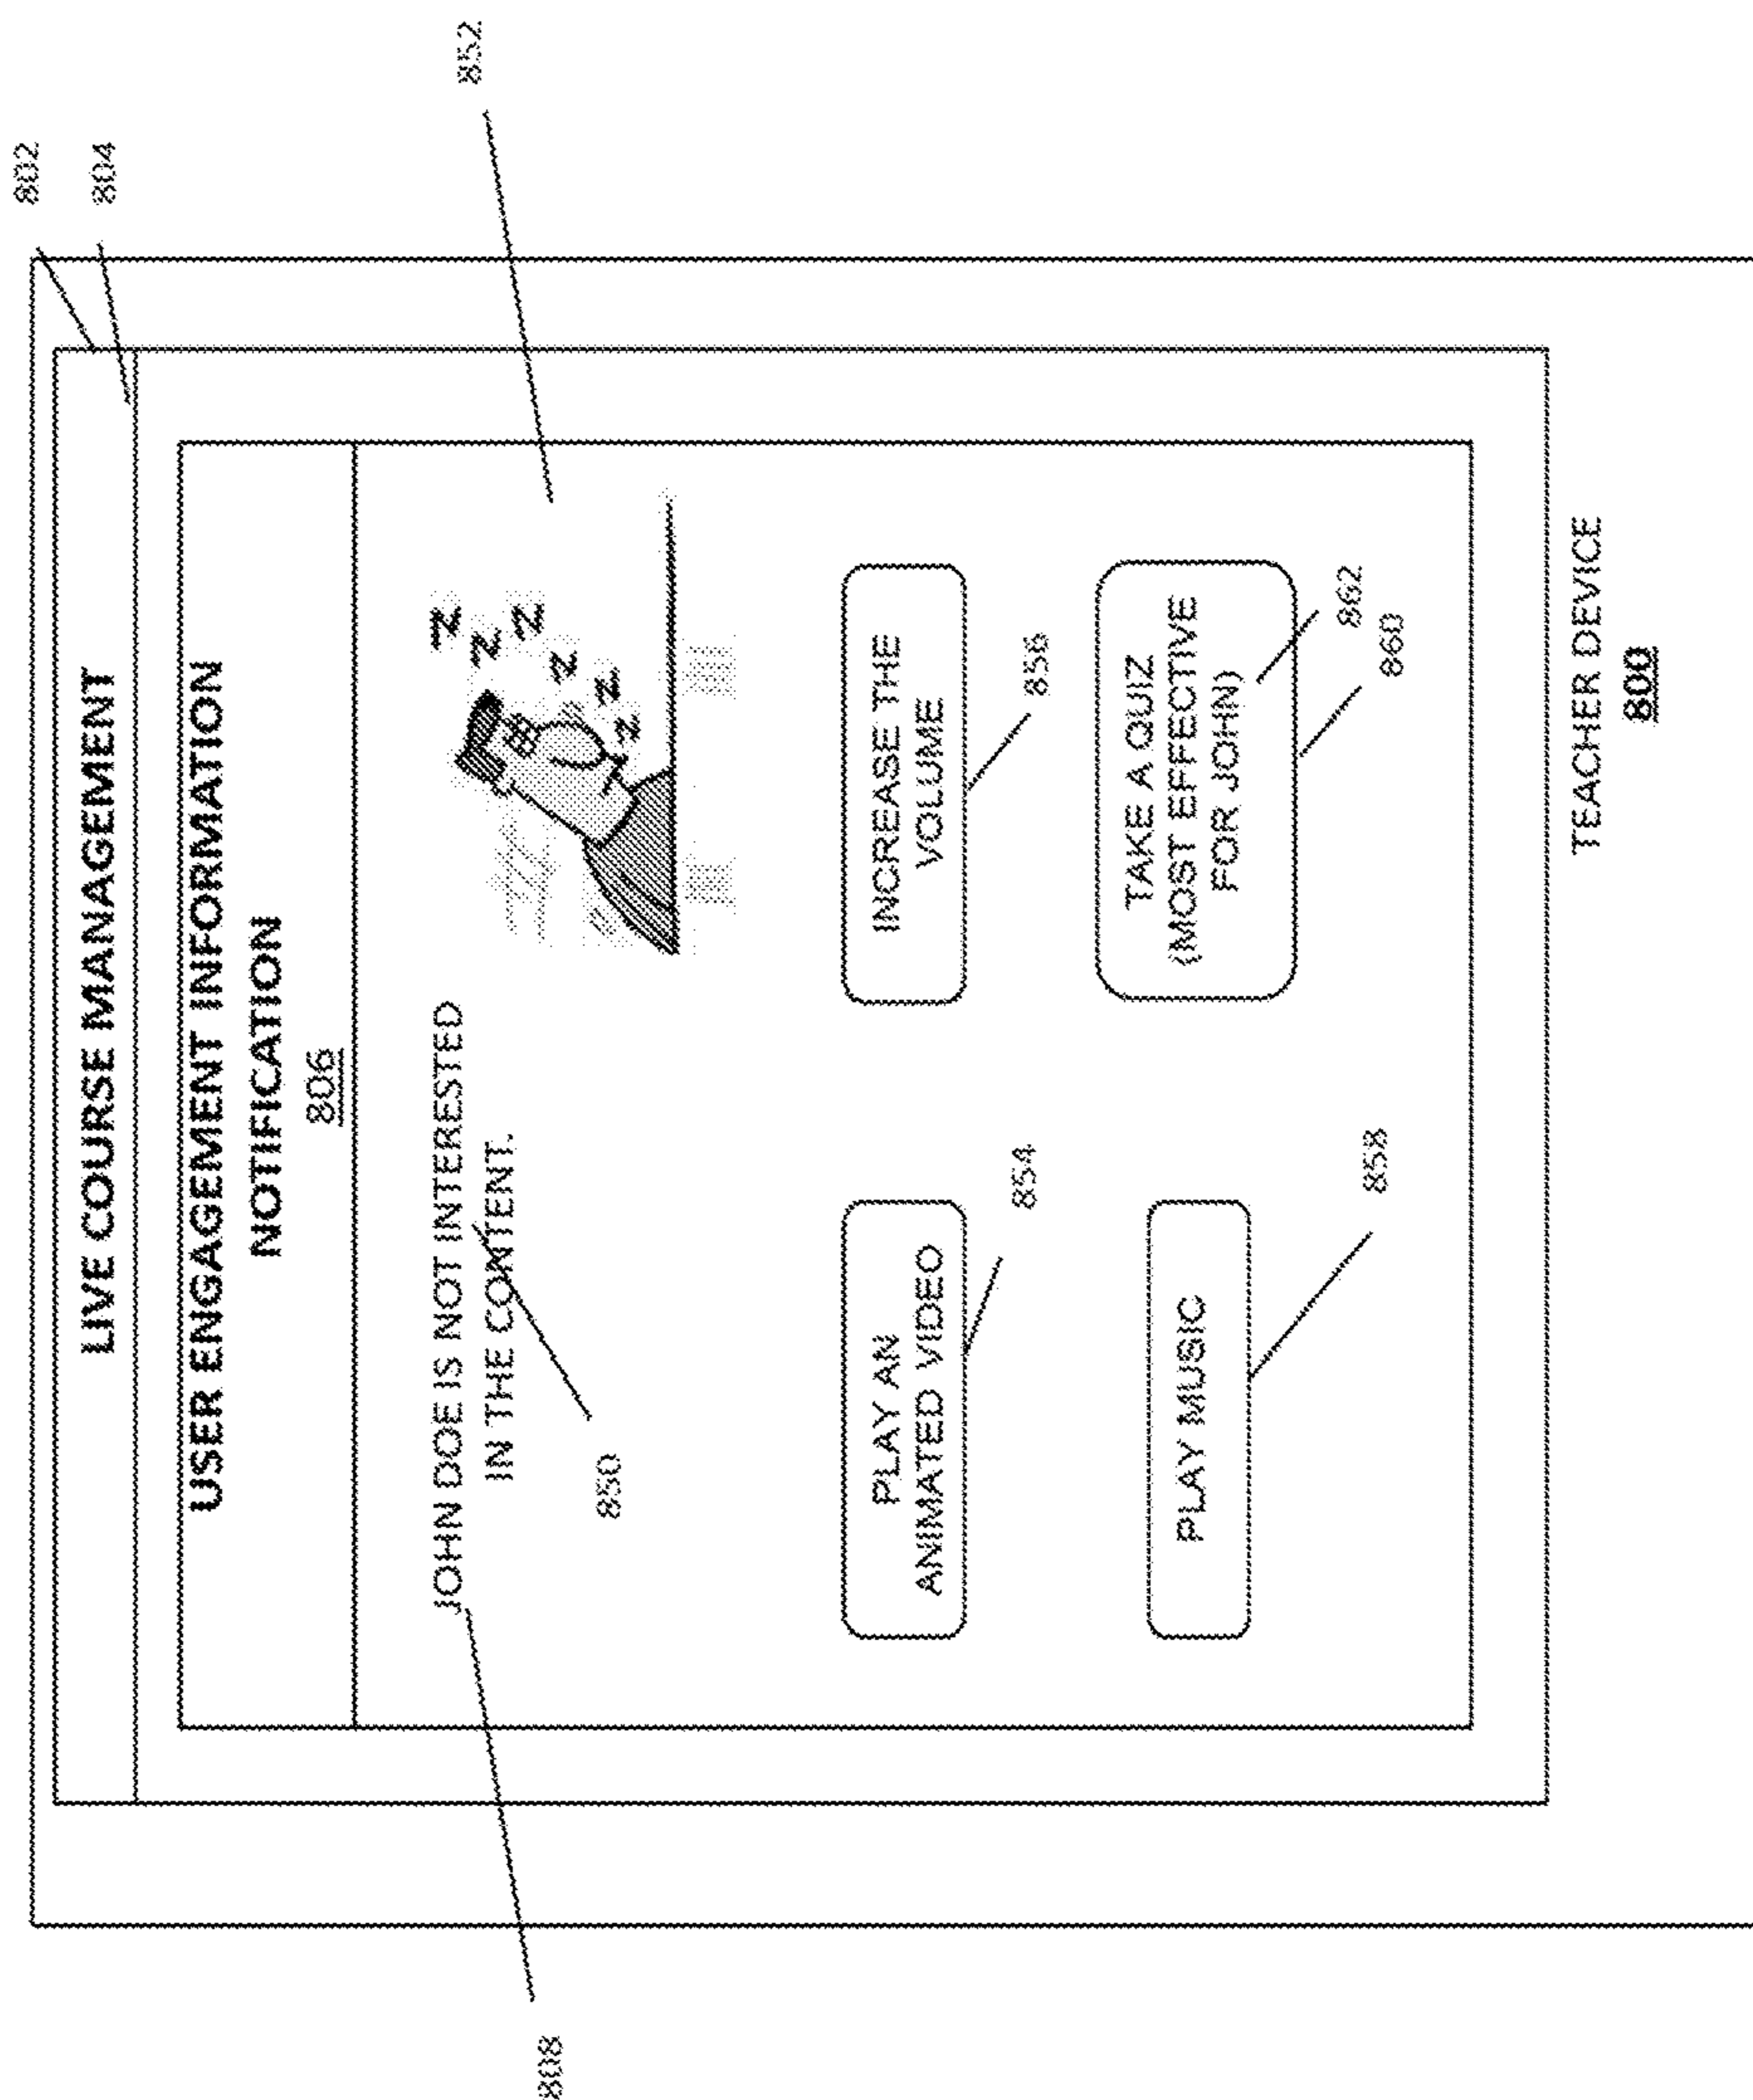 802
804
LIVE COURSE MANAGEMENT
USER ENGAGEMENT INFORMATION
NOTIFICATION
806
808
JOHN DOE IS NOT INTERESTED
IN THE CONTENT.
850
852
Z
Z
Z
Z
Z
Z
Z
PLAY AN
ANIMATED VIDEO
854
INCREASE THE
VOLUME
856
PLAY MUSIC
858
TAKE A QUIZ
(MOST EFFECTIVE
FOR JOHN)
862
860
TEACHER DEVICE
800